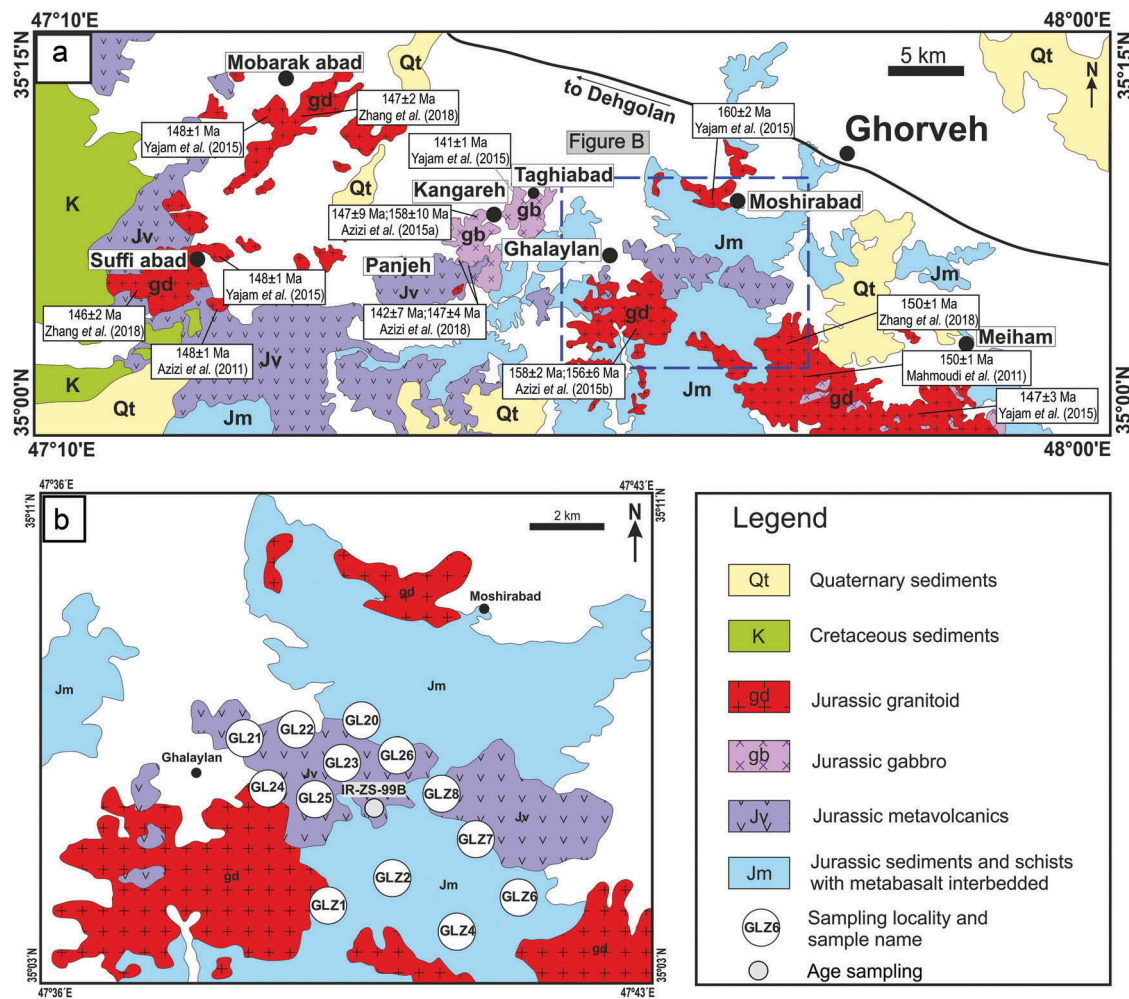 47°10'E
48°00'E
35°15'N
35°15'N
a
Mobarak abad
Qt
Qt
5 km
N
to Dehgolan
gd
147±2 Ma
Zhang et al. (2018)
148±1 Ma
Yajam et al. (2015)
160±2 Ma
Yajam et al. (2015)
Ghorveh
141±1 Ma
Yajam et al. (2015)
Figure B
Qt
Taghiabad
Kangareh
K
gb
Moshirabad
147±9 Ma;158±10 Ma
Azizi et al. (2015a)
gb
Jv
Jm
Ghalaylan
Suffi abad
Panjeh
Jm
148±1 Ma
Yajam et al. (2015)
Jv
gd
Qt
146±2 Ma
Zhang et al. (2018)
142±7 Ma;147±4 Ma
Azizi et al. (2018)
gd
150±1 Ma
Zhang et al. (2018)
Meiham
148±1 Ma
Azizi et al. (2011)
Jv
158±2 Ma;156±6 Ma
Azizi et al. (2015b)
150±1 Ma
Mahmoudi et al. (2011)
K
Jm
gd
147±3 Ma
Yajam et al. (2015)
Qt
Jm
Qt
35°00'N
35°00'N
47°10'E
48°00'E
47°36'E
47°43'E
35°11'N
35°11'N
b
2 km
N
gd
Moshirabad
Jm
Jm
GL20
GL22
GL21
GL26
GL23
Ghalaylan
Jv
GL24
GL25
IR-ZS-99B
GLZ8
Jv
GLZ7
gd
GLZ2
Jm
GLZ6
GLZ1
GLZ4
gd
35°03'N
35°03'N
47°36'E
47°43'E
Legend
Qt Quaternary sediments
K Cretaceous sediments
gd Jurassic granitoid
gb Jurassic gabbro
Jv Jurassic metavolcanics
Jm Jurassic sediments and schists
with metabasalt interbedded
GLZ6 Sampling locality and
sample name
Age sampling